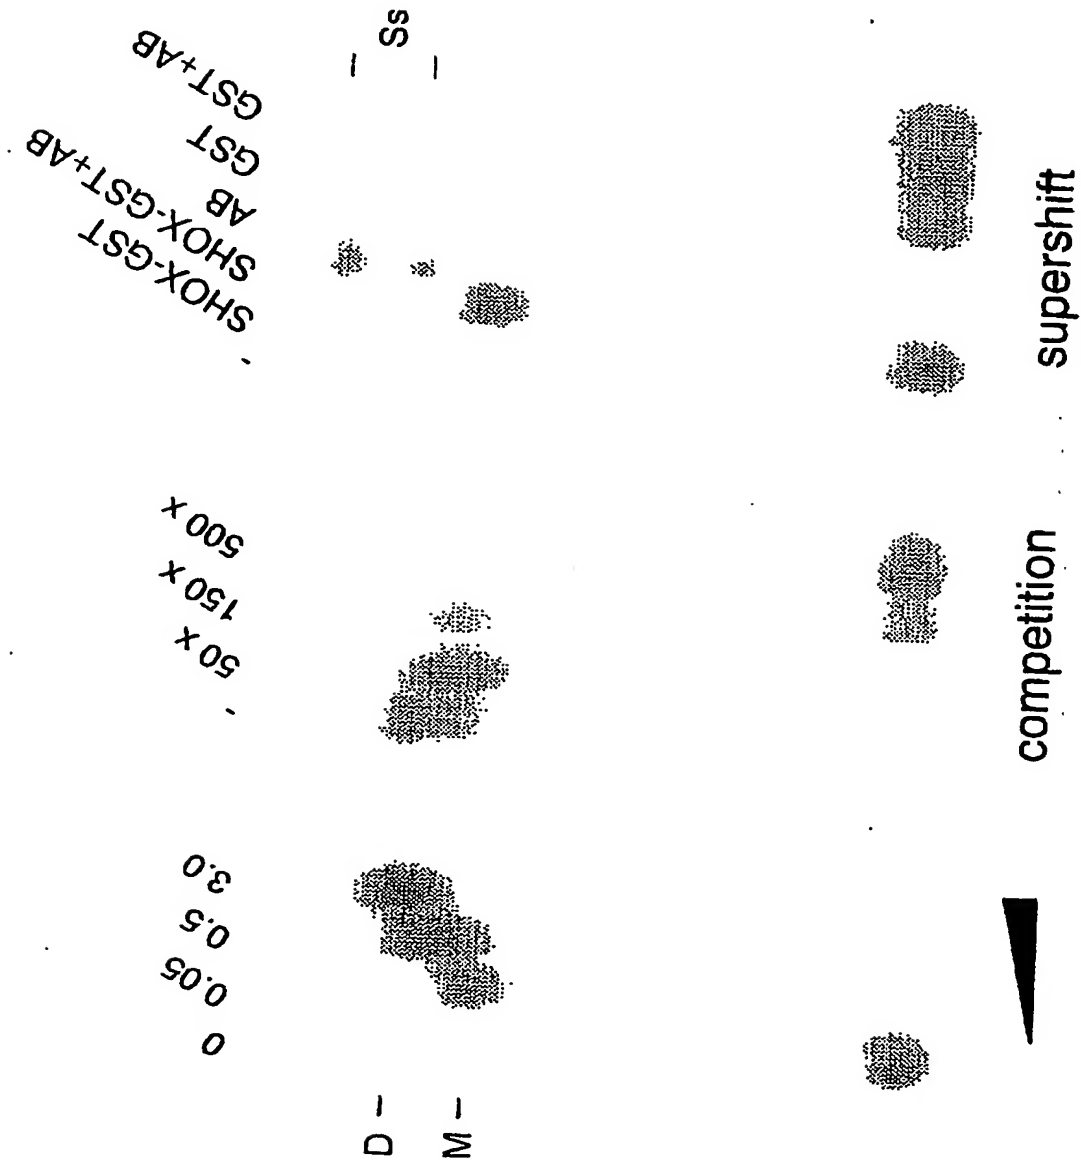 0
0.05
0.5
3.0
-
50 x
150 x
500 x
-
SHOX-GST
SHOX-GST+AB
AB
GST
GST+AB
D –
M –
– Ss –
competition
supershift